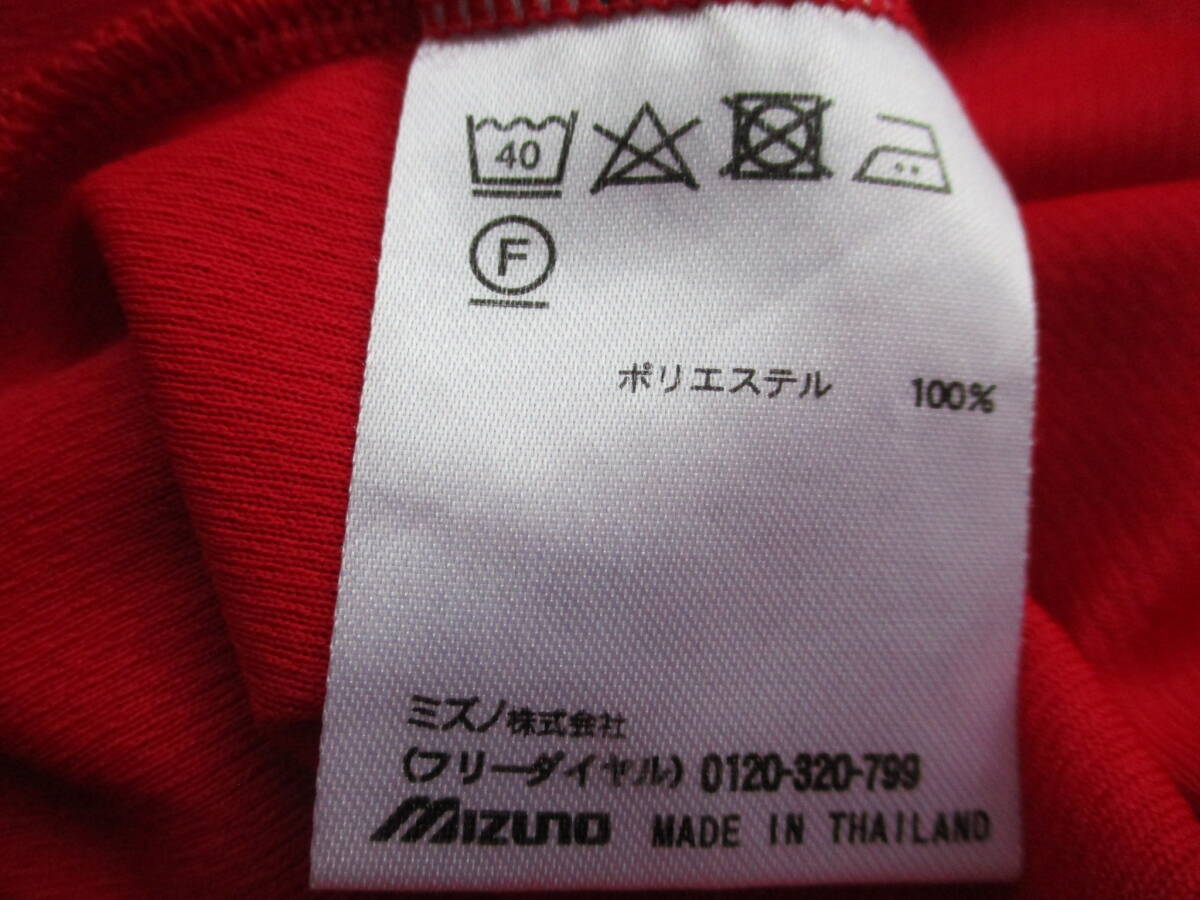 40
F
ポリエステル 100%
ミズノ株式会社
(フリーダイヤル) 0120-320-799
MIZUNO MADE IN THAILAND